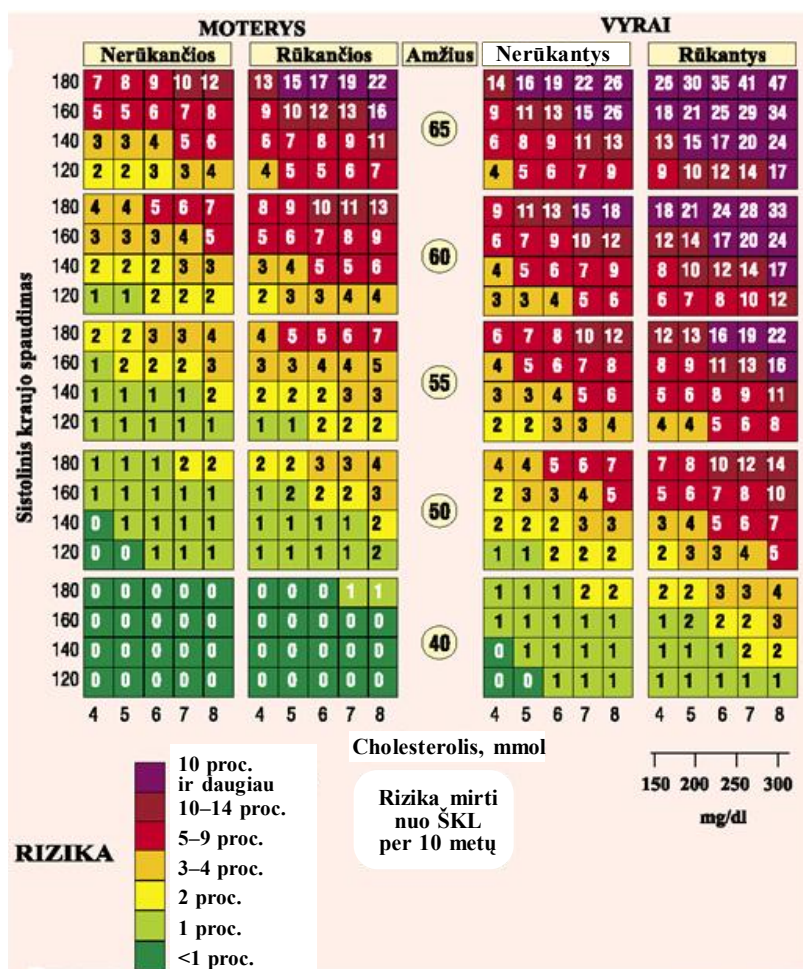 MOTERYS VYRAI
Nerūkančios Rūkančios Amžius Nerūkantys Rūkantys
Sistolinis kraujo spaudimas
180 7 8 9 10 12 13 15 17 19 22 14 16 19 22 26 26 30 35 41 47
160 5 5 6 7 8 9 10 12 13 16 9 11 13 15 26 18 21 25 29 34
65
140 3 3 4 5 6 6 7 8 9 11 6 8 9 11 13 13 15 17 20 24
120 2 2 3 3 4 4 5 5 6 7 4 5 6 7 9 9 10 12 14 17
180 4 4 5 6 7 8 9 10 11 13 9 11 13 15 18 18 21 24 28 33
160 3 3 3 4 5 5 6 7 8 9 6 7 9 10 12 12 14 17 20 24
60
140 2 2 2 3 3 3 4 5 5 6 4 5 6 7 9 8 10 12 14 17
120 1 1 2 2 2 2 3 3 4 4 3 3 4 5 6 6 7 8 10 12
180 2 2 3 3 4 4 5 5 6 7 6 7 8 10 12 12 13 16 19 22
160 1 2 2 2 3 3 3 4 4 5 4 5 6 7 8 8 9 11 13 16
55
140 1 1 1 1 2 2 2 2 3 3 3 3 4 5 6 5 6 8 9 11
120 1 1 1 1 1 1 1 2 2 2 2 2 3 3 4 4 4 5 6 8
180 1 1 1 2 2 2 2 3 3 4 4 4 5 6 7 7 8 10 12 14
160 1 1 1 1 1 1 2 2 2 3 2 3 3 4 5 5 6 7 8 10
50
140 0 1 1 1 1 1 1 1 1 2 2 2 2 3 3 3 4 5 6 7
120 0 0 1 1 1 1 1 1 1 2 1 1 2 2 2 2 3 3 4 5
180 0 0 0 0 0 0 0 0 1 1 1 1 1 2 2 2 2 3 3 4
160 0 0 0 0 0 0 0 0 0 0 1 1 1 1 1 1 2 2 2 3
40
140 0 0 0 0 0 0 0 0 0 0 0 1 1 1 1 1 1 1 2 2
120 0 0 0 0 0 0 0 0 0 0 0 0 1 1 1 1 1 1 1 1
4 5 6 7 8 4 5 6 7 8 4 5 6 7 8 4 5 6 7 8
Cholesterolis, mmol
150 200 250 300
mg/dl
Rizika mirti
nuo ŠKL
per 10 metų
RIZIKA
10 proc.
ir daugiau
10–14 proc.
5–9 proc.
3–4 proc.
2 proc.
1 proc.
<1 proc.